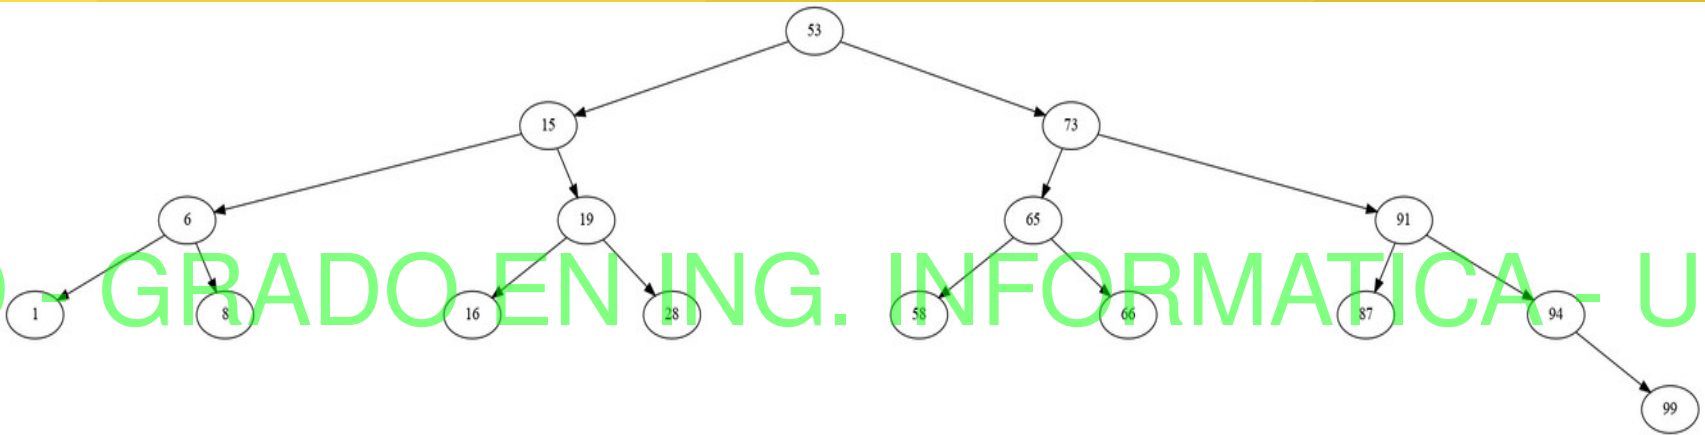 53
15 73
6 19 65 91
O - GRADO EN ING. INFORMATICA - U
1 8 16 28 58 66 87 94
99